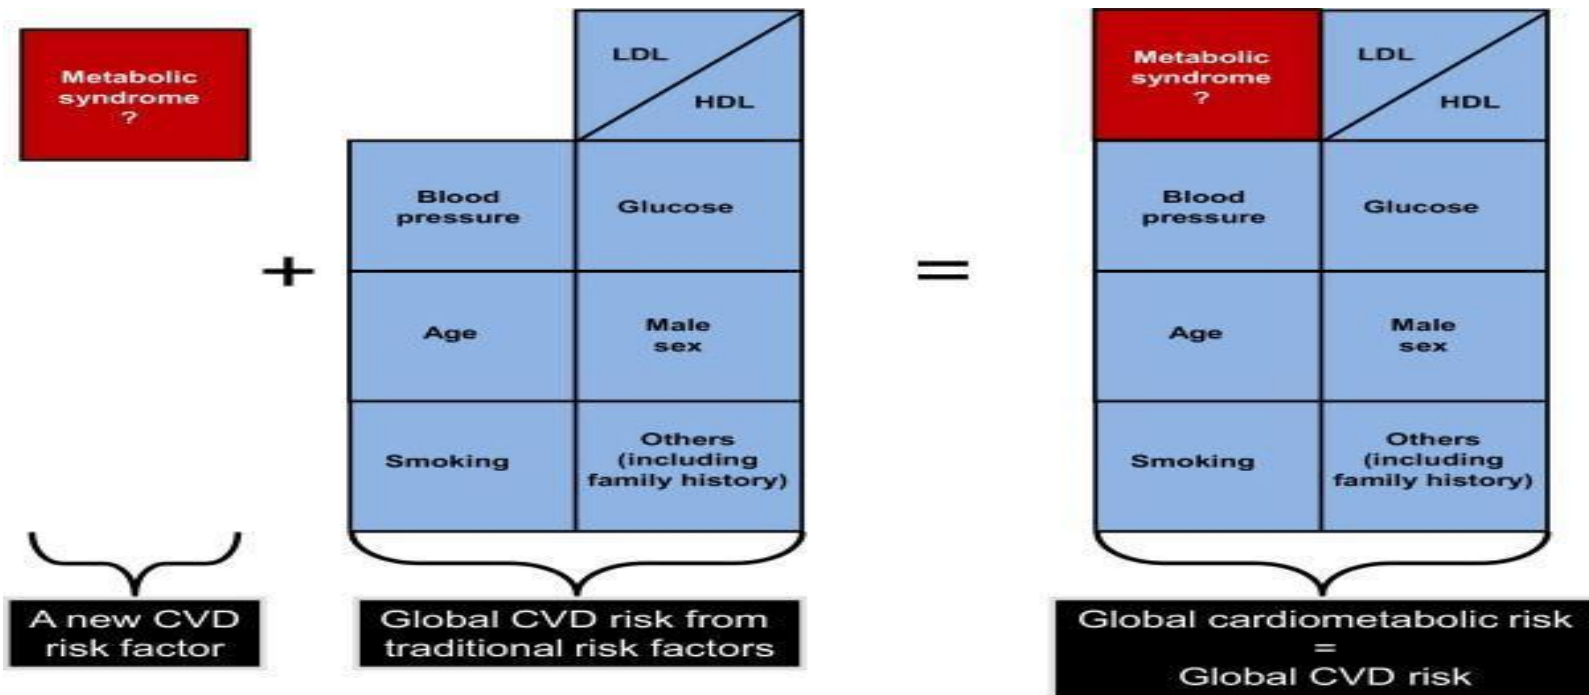 Metabolic
syndrome
?
+
LDL
HDL
Blood
pressure
Glucose
Age
Male
sex
Smoking
Others
(including
family history)
=
Metabolic
syndrome
?
LDL
HDL
Blood
pressure
Glucose
Age
Male
sex
Smoking
Others
(including
family history)
A new CVD
risk factor
Global CVD risk from
traditional risk factors
Global cardiometabolic risk
=
Global CVD risk